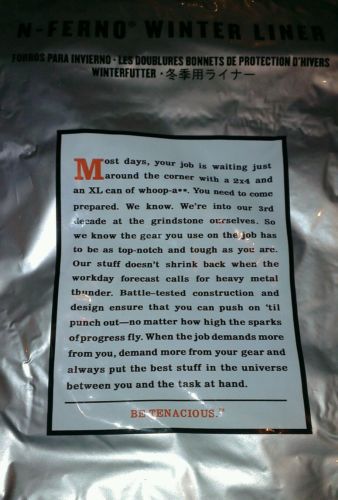 N-FERNO® WINTER LINER
FORROS PARA INVIERNO · LES DOUBLURES BONNETS DE PROTECTION D'HIVERS
WINTERFUTTER · 冬季用ライナー
Most days, your job is waiting just
around the corner with a 2x4 and
an XL can of whoop-a**. You need to come
prepared. We know. We're into our 3rd
decade at the grindstone ourselves. So
we know the gear you use on the job has
to be as top-notch and tough as you are.
Our stuff doesn't shrink back when the
workday forecast calls for heavy metal
thunder. Battle-tested construction and
design ensure that you can push on 'til
punch out—no matter how high the sparks
of progress fly. When the job demands more
from you, demand more from your gear and
always put the best stuff in the universe
between you and the task at hand.
BE TENACIOUS.™